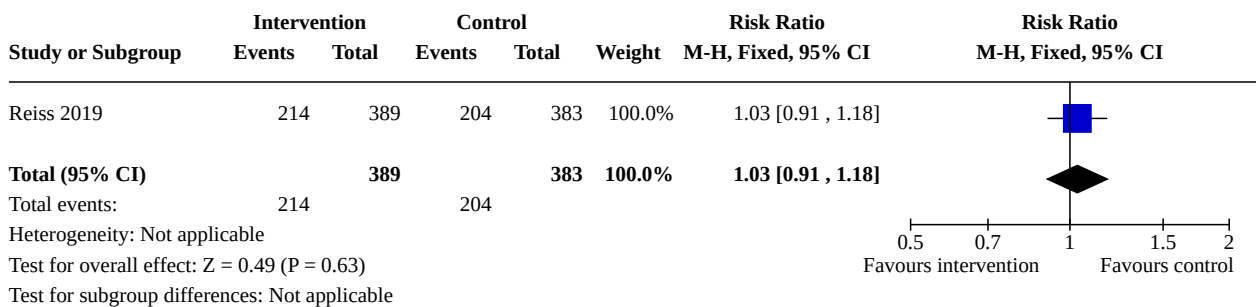 Intervention Control Risk Ratio Risk Ratio
Study or Subgroup Events Total Events Total Weight M-H, Fixed, 95% CI M-H, Fixed, 95% CI
Reiss 2019 214 389 204 383 100.0% 1.03 [0.91 , 1.18]
Total (95% CI) 389 383 100.0% 1.03 [0.91 , 1.18]
Total events: 214 204
Heterogeneity: Not applicable
0.5 0.7 1 1.5 2
Test for overall effect: Z = 0.49 (P = 0.63)
Favours intervention Favours control
Test for subgroup differences: Not applicable